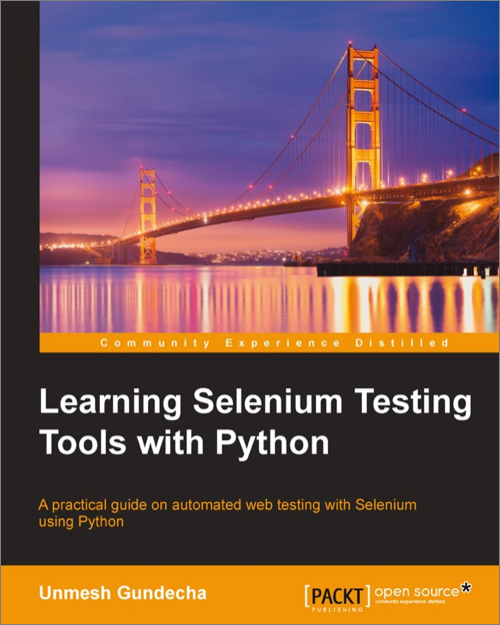 Community Experience Distilled
Learning Selenium Testing
Tools with Python
A practical guide on automated web testing with Selenium
using Python
Unmesh Gundecha
[PACKT] open source*
PUBLISHING community experience distilled